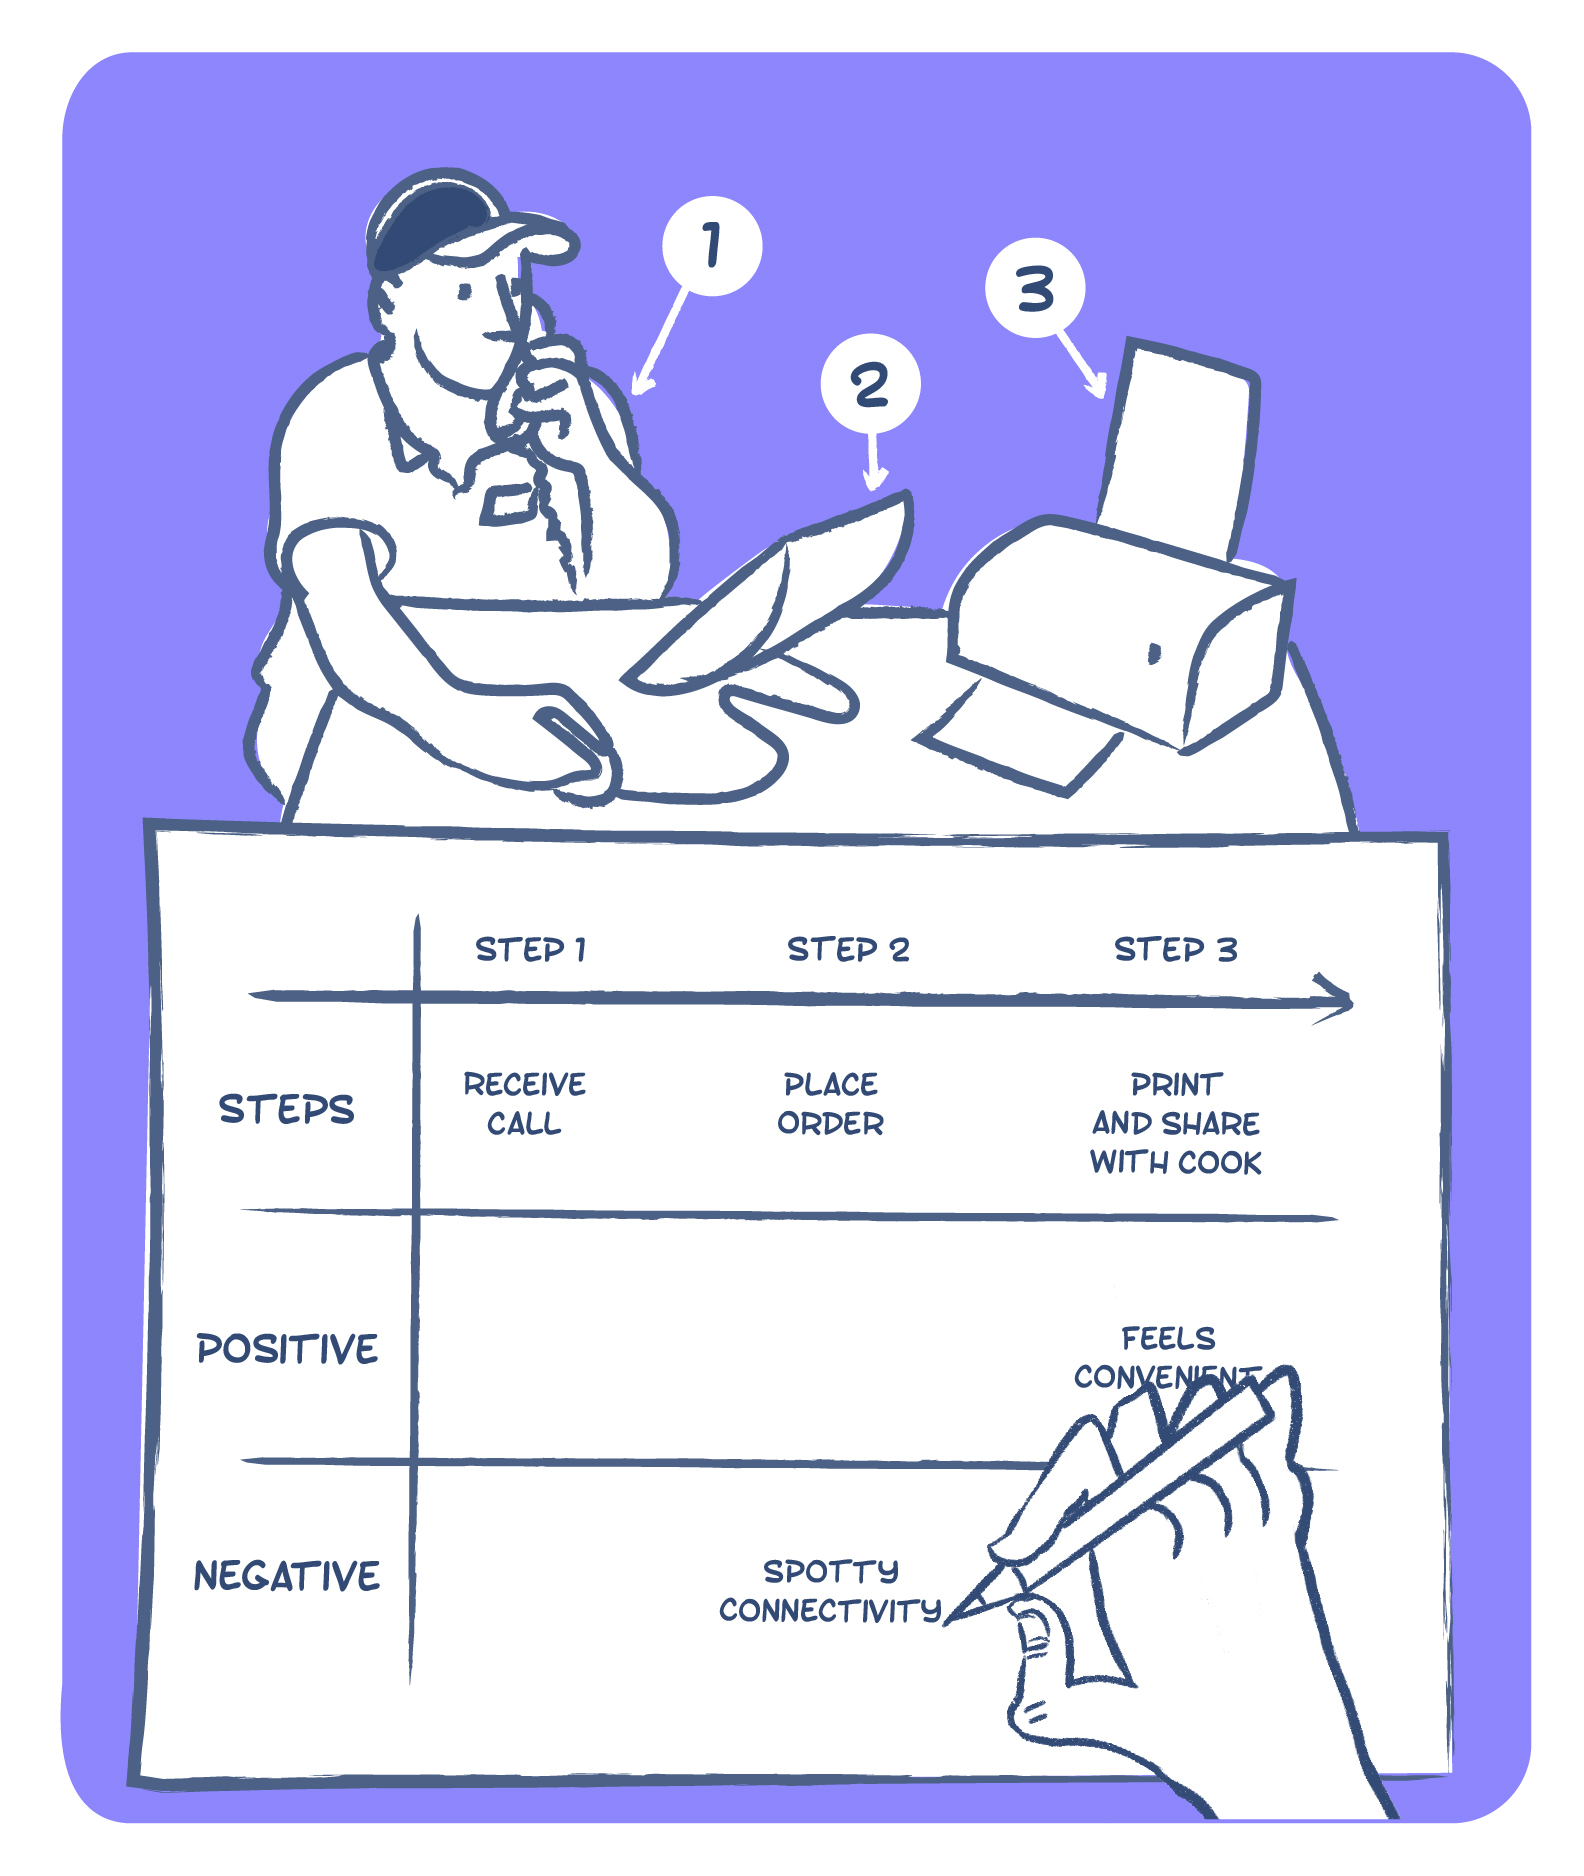 1
2
3
STEP 1
STEP 2
STEP 3
STEPS
RECEIVE
CALL
PLACE
ORDER
PRINT
AND SHARE
WITH COOK
POSITIVE
FEELS
CONVENIENT
NEGATIVE
SPOTTY
CONNECTIVITY